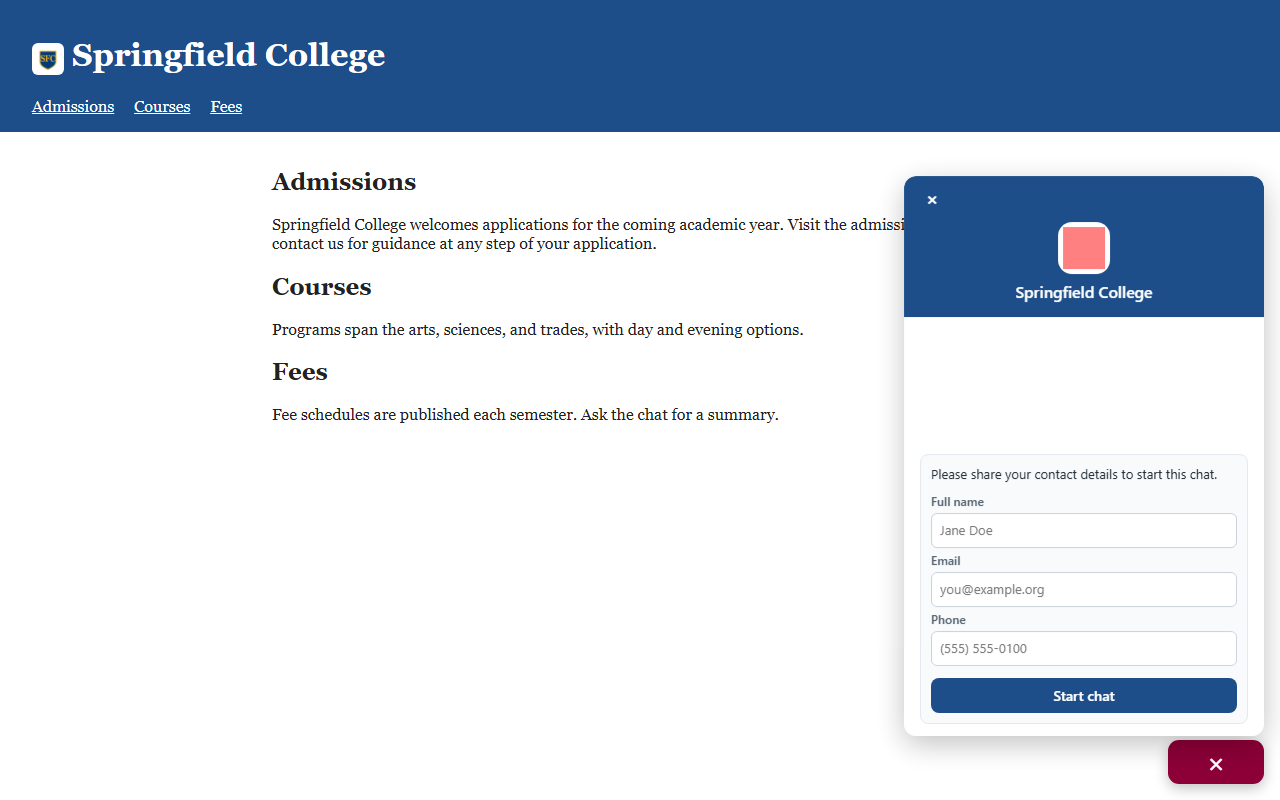 SFC
Springfield College
Admissions Courses Fees
Admissions
Springfield College welcomes applications for the coming academic year. Visit the
contact us for guidance at any step of your application.
Courses
Programs span the arts, sciences, and trades, with day and evening options.
Fees
Fee schedules are published each semester. Ask the chat for a summary.
×
Springfield College
Please share your contact details to start this chat.
Full name
Jane Doe
Email
you@example.org
Phone
(555) 555-0100
Start chat
×